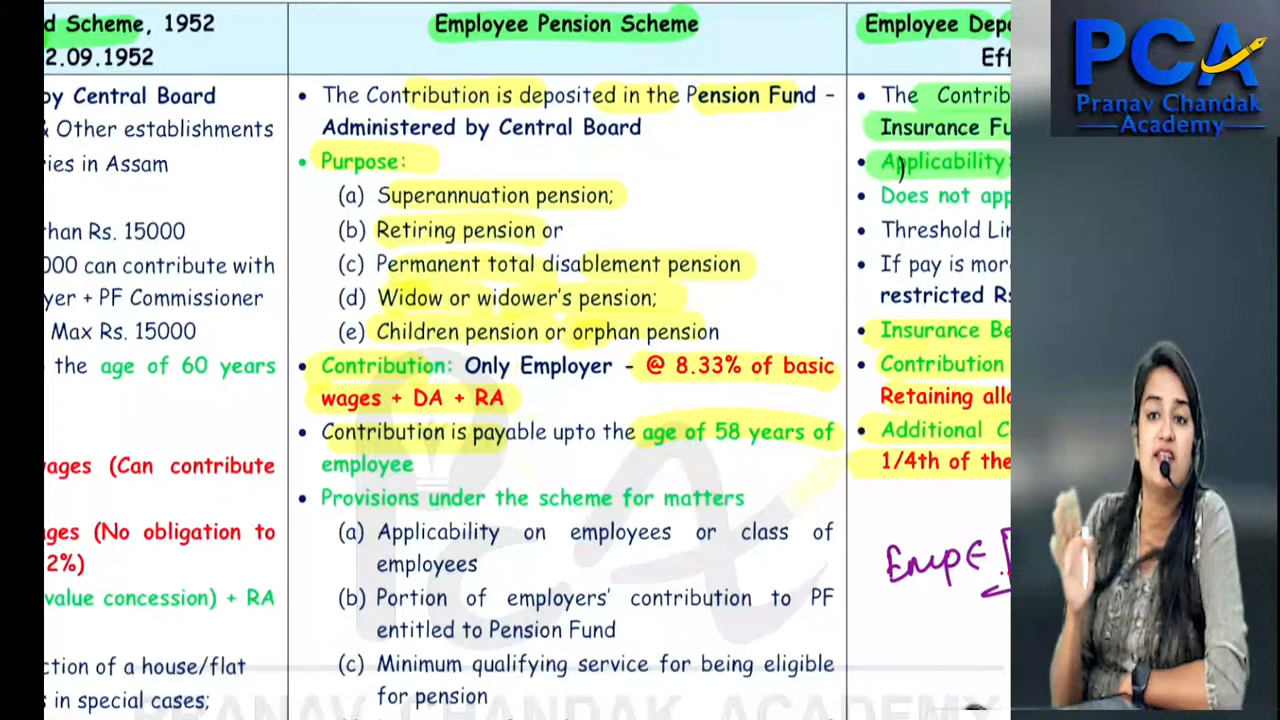 d Scheme, 1952
2.09.1952
by Central Board
& Other establishments
ries in Assam
than Rs. 15000
000 can contribute with
yer + PF Commissioner
Max Rs. 15000
the age of 60 years
wages (Can contribute
ges (No obligation to
2%)
value concession) + RA
ction of a house/flat
s in special cases;
Employee Pension Scheme
• The Contribution is deposited in the Pension Fund –
Administered by Central Board
• Purpose:
(a) Superannuation pension;
(b) Retiring pension or
(c) Permanent total disablement pension
(d) Widow or widower's pension;
(e) Children pension or orphan pension
• Contribution: Only Employer - @ 8.33% of basic
wages + DA + RA
• Contribution is payable upto the age of 58 years of
employee
• Provisions under the scheme for matters
(a) Applicability on employees or class of
employees
(b) Portion of employers' contribution to PF
entitled to Pension Fund
(c) Minimum qualifying service for being eligible
for pension
Employee Dep
Eff
• The Contrib
Insurance Fu
• Applicability:
• Does not app
• Threshold Lin
• If pay is mor
restricted Rs
• Insurance Be
• Contribution
Retaining allo
• Additional C
1/4th of the
PCA
Pranav Chandak
Academy
PRANAV CHANDAK ACADEMY